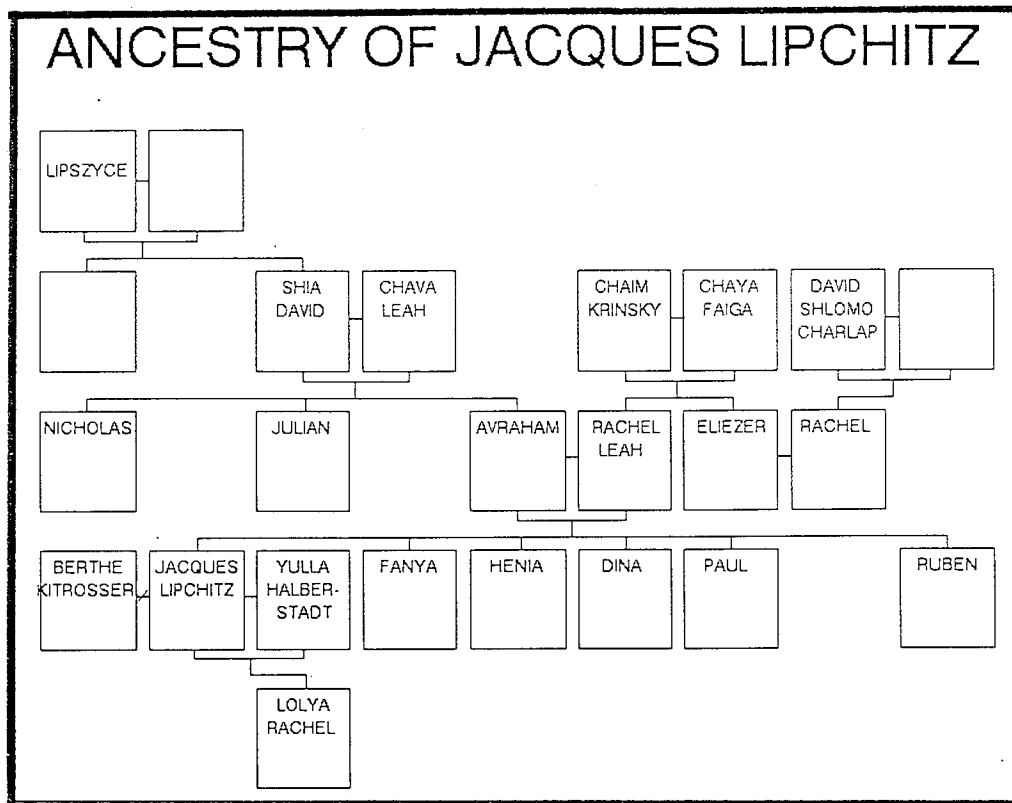 ANCESTRY OF JACQUES LIPCHITZ
LIPSZYCE
SHIA
DAVID
CHAVA
LEAH
CHAIM
KRINSKY
CHAYA
FAIGA
DAVID
SHLOMO
CHARLAP
NICHOLAS
JULIAN
AVRAHAM
RACHEL
LEAH
ELIEZER
RACHEL
BERTHE
KITROSSER
JACQUES
LIPCHITZ
YULLA
HALBER-
STADT
FANYA
HENIA
DINA
PAUL
RUBEN
LOLYA
RACHEL